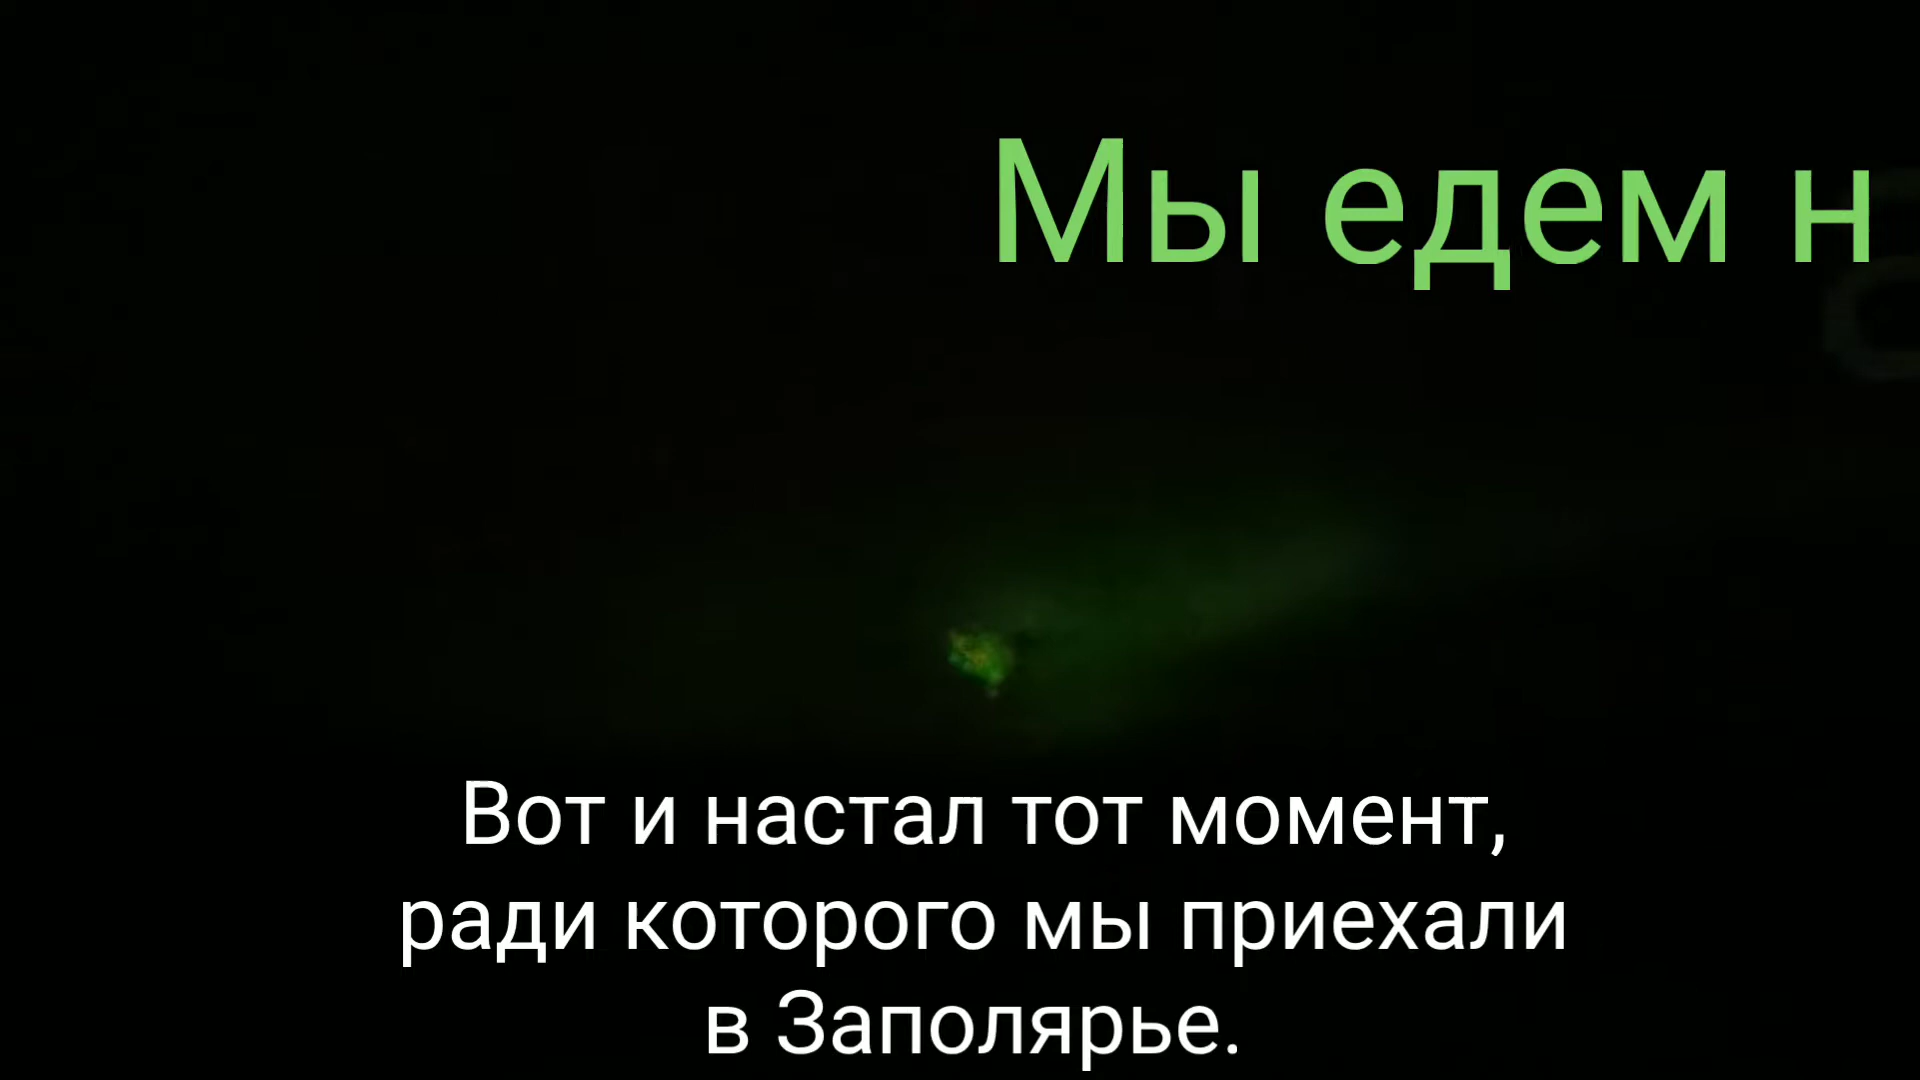 Мы едем н
Вот и настал тот момент,
ради которого мы приехали
в Заполярье.